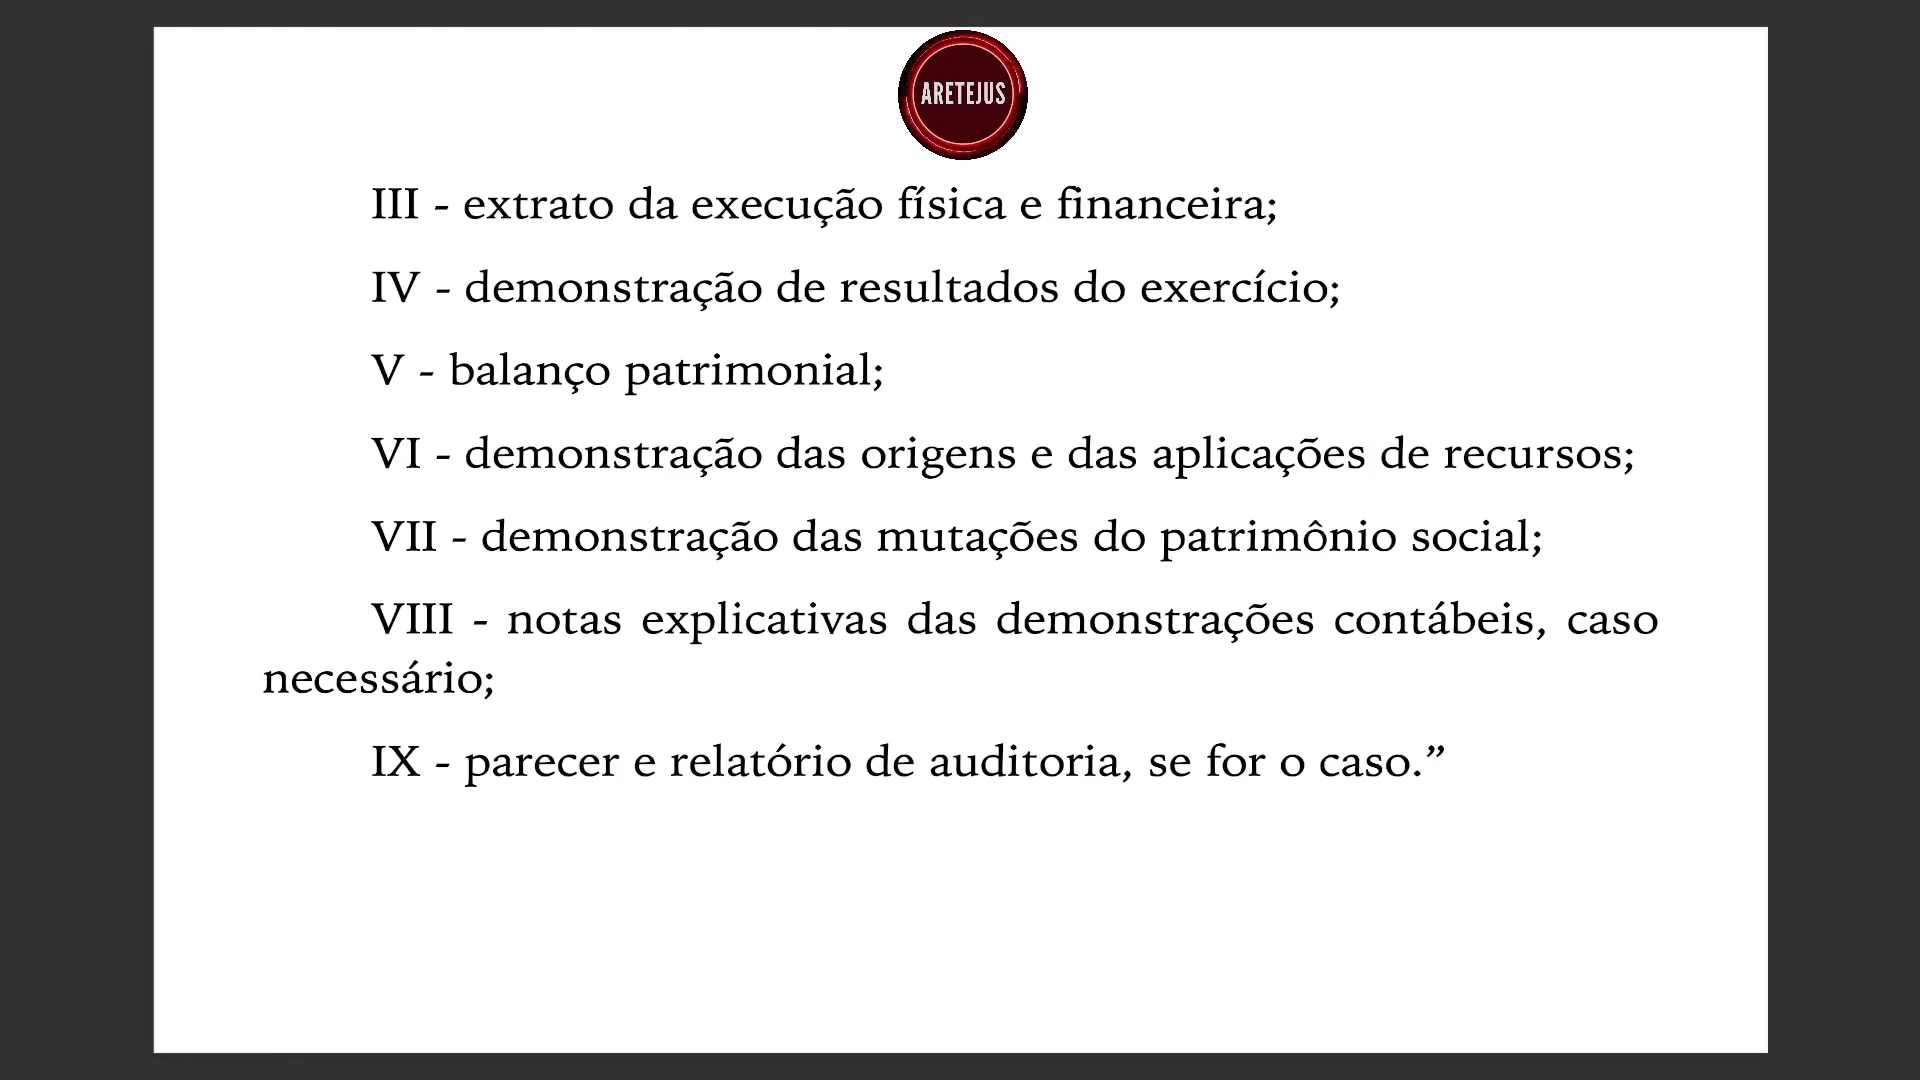 ARETEJUS
III - extrato da execução física e financeira;
IV - demonstração de resultados do exercício;
V - balanço patrimonial;
VI - demonstração das origens e das aplicações de recursos;
VII - demonstração das mutações do patrimônio social;
VIII - notas explicativas das demonstrações contábeis, caso
necessário;
IX - parecer e relatório de auditoria, se for o caso.”